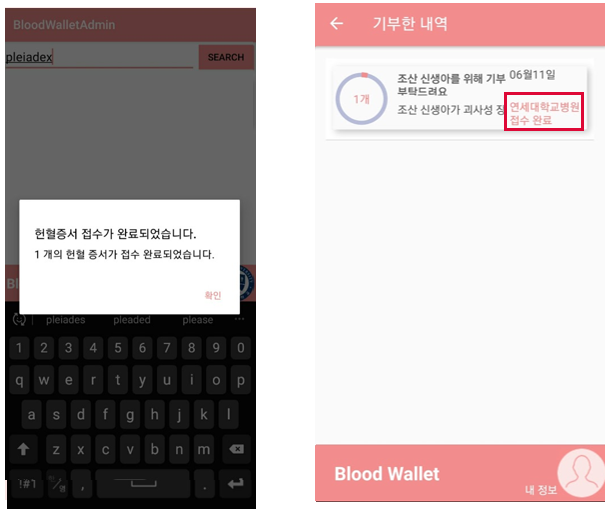 BloodWalletAdmin
pleiadex
SEARCH
헌혈증서 접수가 완료되었습니다.
1 개의 헌혈 증서가 접수 완료되었습니다.
확인
Bl
pleiades
pleaded
please
1 2 3 4 5 6 7 8 9 0
q w e r t y u i o p
a s d f g h j k l
z x c v b n m
!#1
,
.
기부한 내역
1개
조산 신생아를 위해 기부
부탁드려요
조산 신생아가 괴사성 장
06월11일
연세대학교병원
접수 완료
Blood Wallet
내 정보